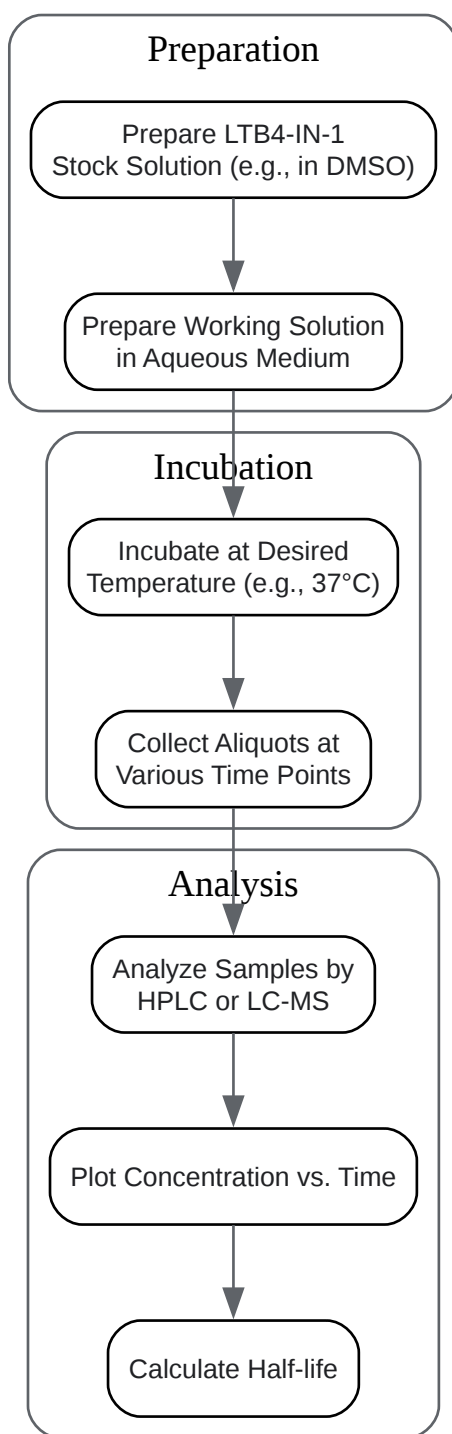 Preparation
Prepare LTB4-IN-1
Stock Solution (e.g., in DMSO)
Prepare Working Solution
in Aqueous Medium
Incubation
Incubate at Desired
Temperature (e.g., 37°C)
Collect Aliquots at
Various Time Points
Analysis
Analyze Samples by
HPLC or LC-MS
Plot Concentration vs. Time
Calculate Half-life